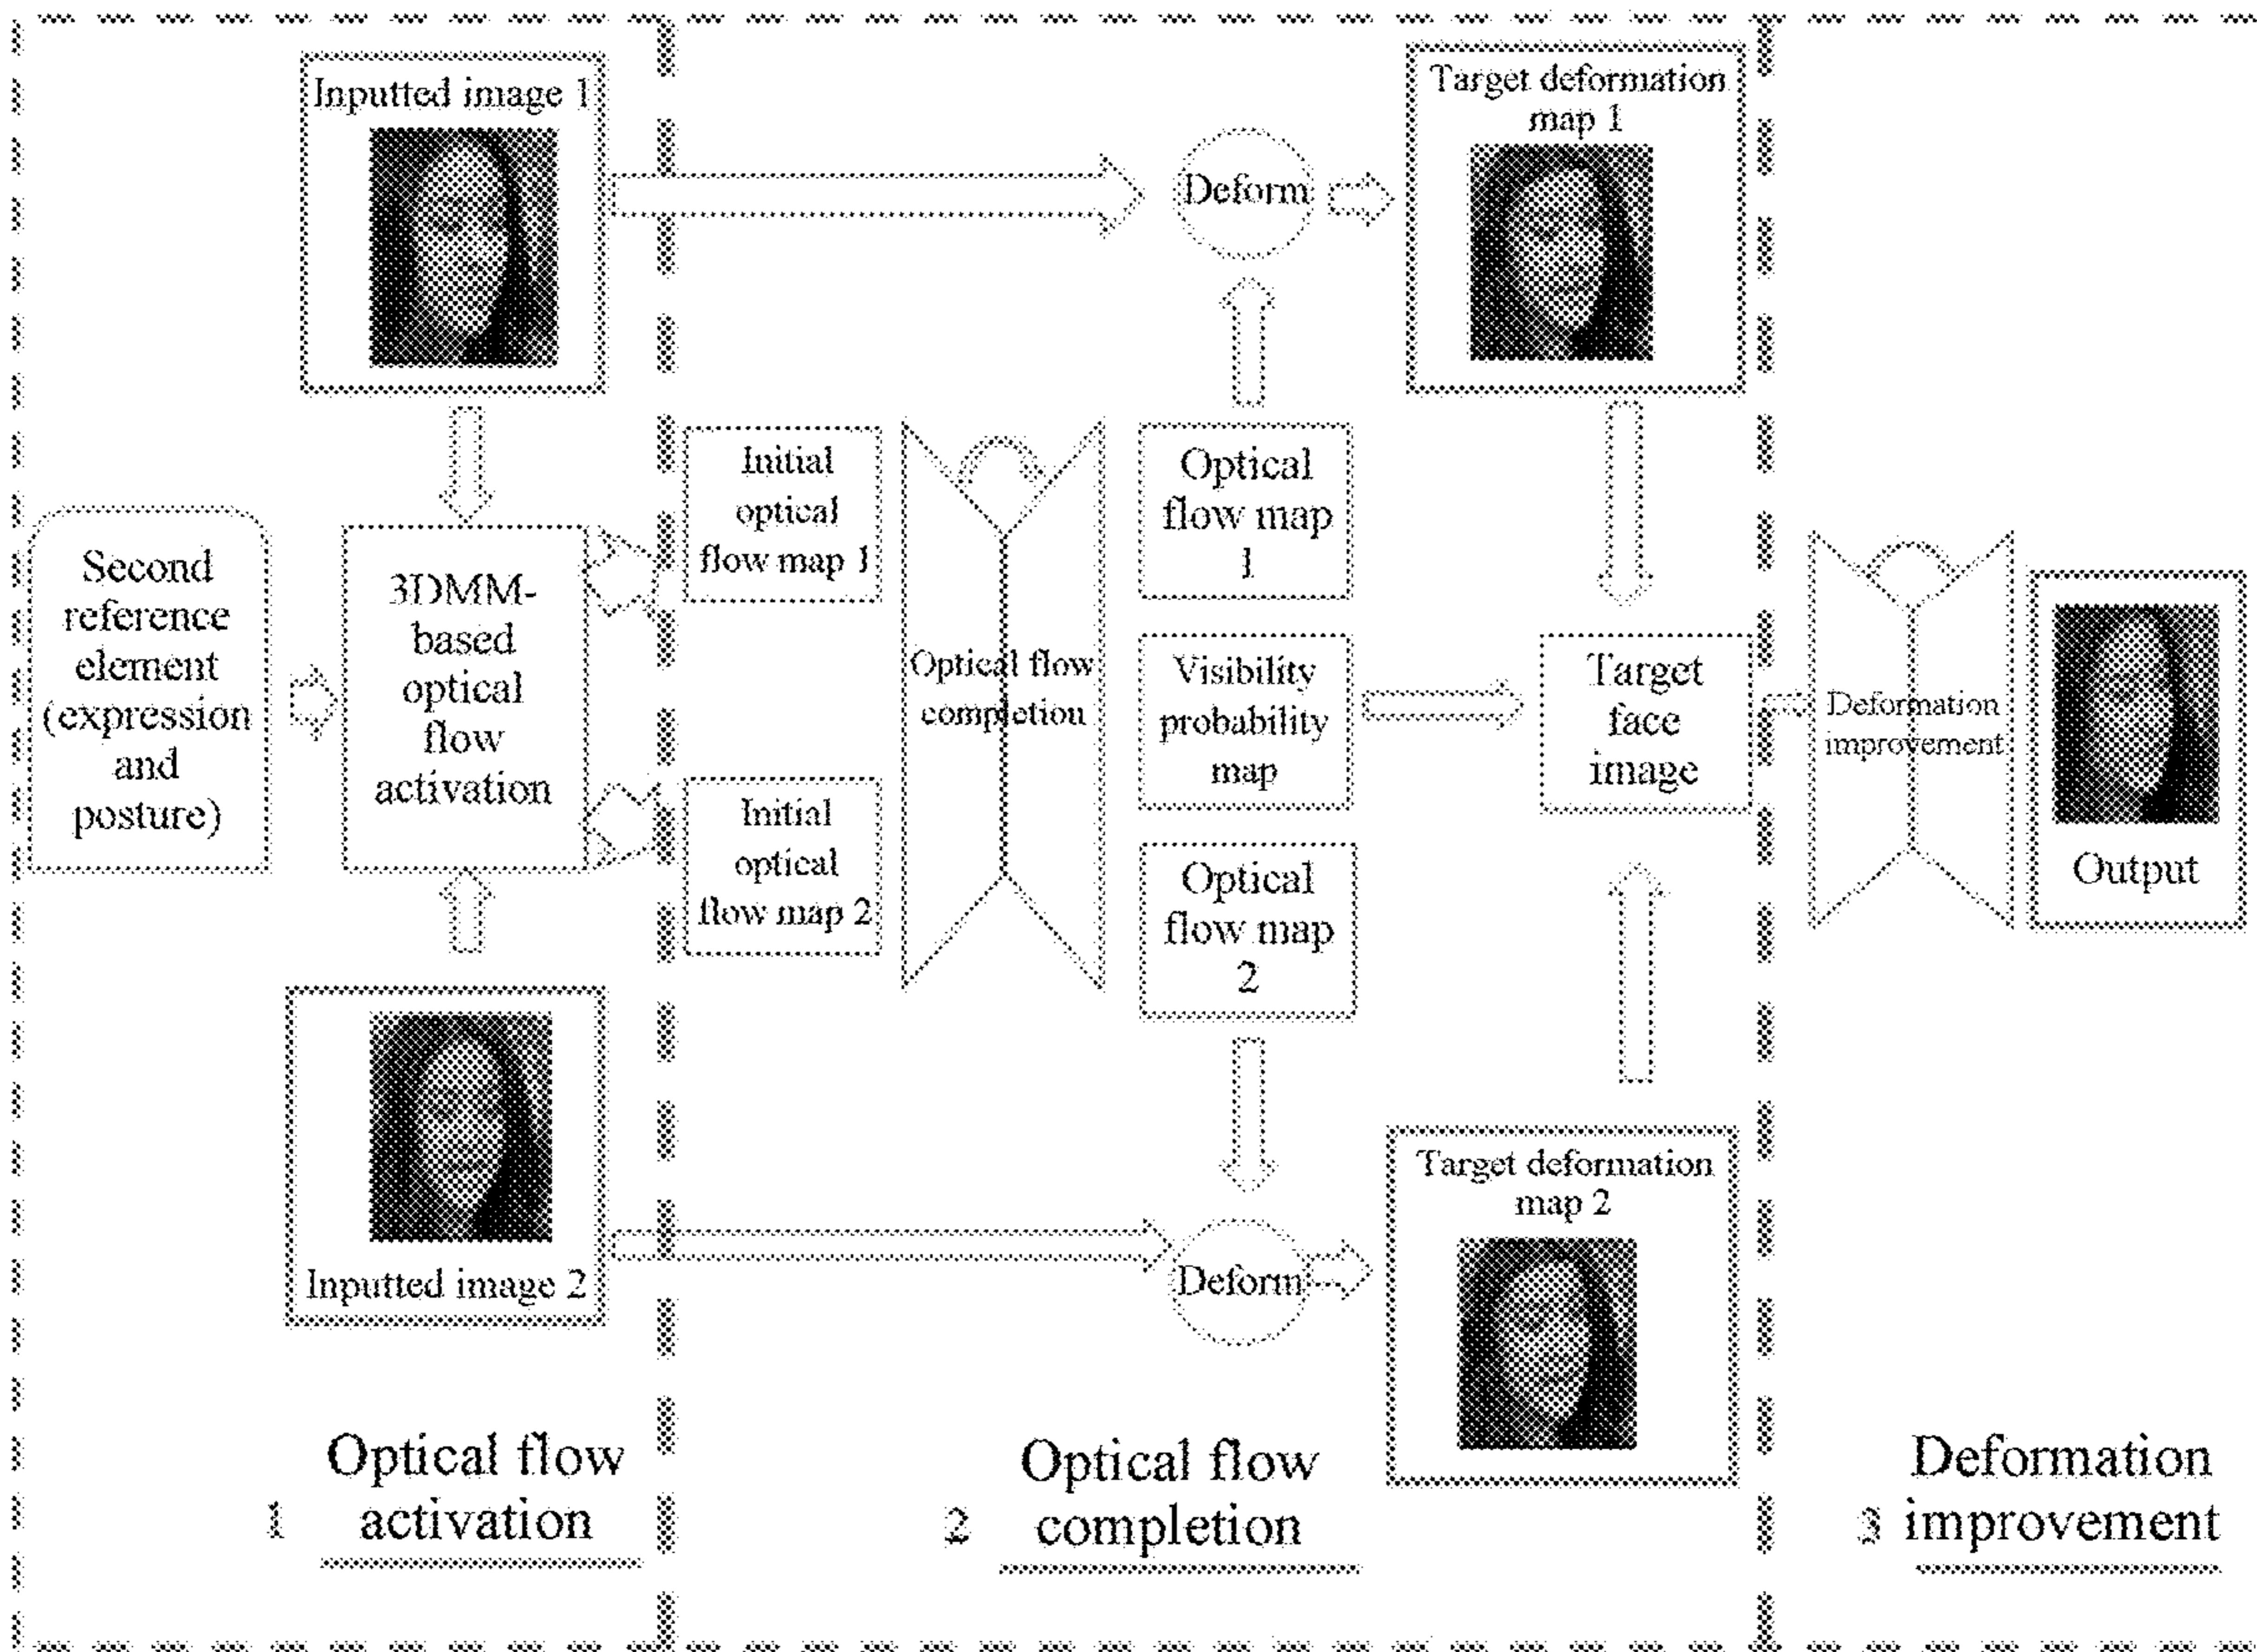 Inputted image 1
Target deformation
map 1
Deform
Second
reference
element
(expression
and
posture)
3DMM-
based
optical
flow
activation
Initial
optical
flow map 1
Initial
optical
flow map 2
Optical flow
completion
Optical
flow map
1
Visibility
probability
map
Optical
flow map
2
Target
face
image
Deformation
improvement
Output
Inputted image 2
Deform
Target deformation
map 2
Optical flow
1 activation
Optical flow
2 completion
Deformation
3 improvement